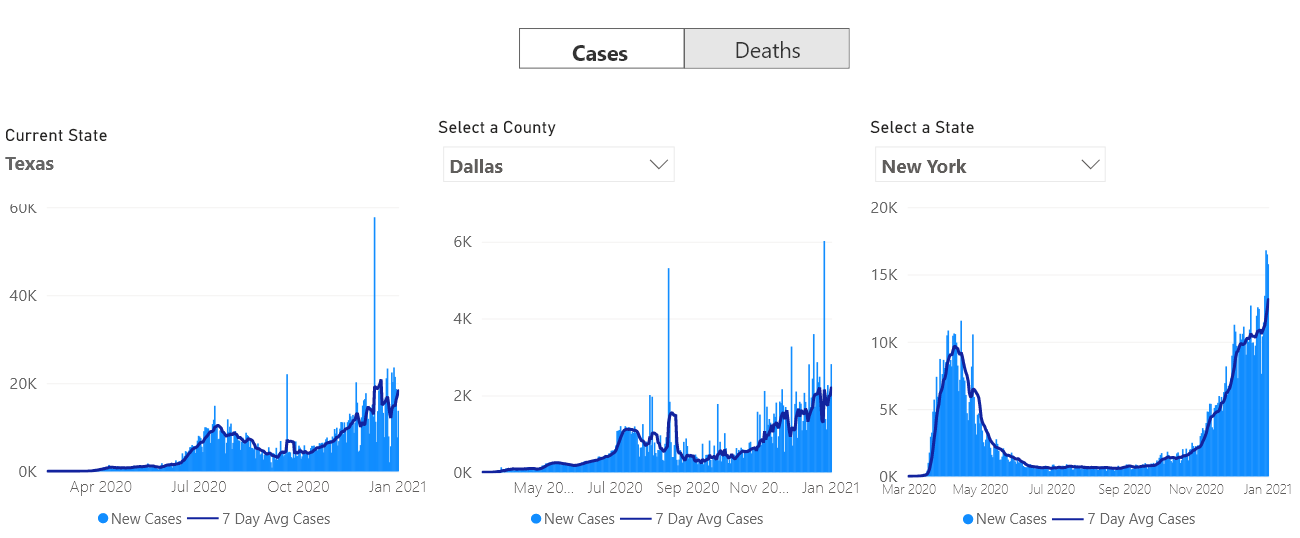 Cases
Deaths
Current State
Texas
60K
40K
20K
0K
Apr 2020
Jul 2020
Oct 2020
Jan 2021
New Cases
7 Day Avg Cases
Select a County
Dallas
6K
4K
2K
0K
May 20...
Jul 2020
Sep 2020
Nov 20...
Jan 2021
New Cases
7 Day Avg Cases
Select a State
New York
20K
15K
10K
5K
0K
Mar 2020
May 2020
Jul 2020
Sep 2020
Nov 2020
Jan 2021
New Cases
7 Day Avg Cases